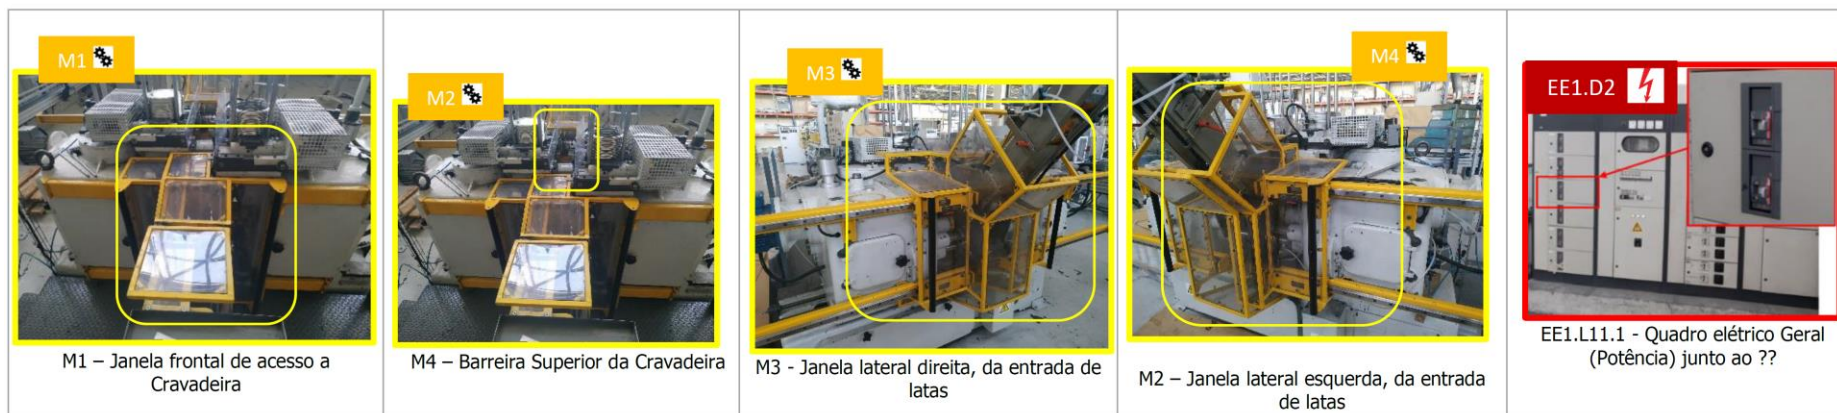 M1
M1 – Janela frontal de acesso a
Cravadeira
M2
M4 – Barreira Superior da Cravadeira
M3
M3 - Janela lateral direita, da entrada de
latas
M4
M2 – Janela lateral esquerda, da entrada
de latas
EE1.D2
EE1.L11.1 - Quadro elétrico Geral
(Potência) junto ao ??